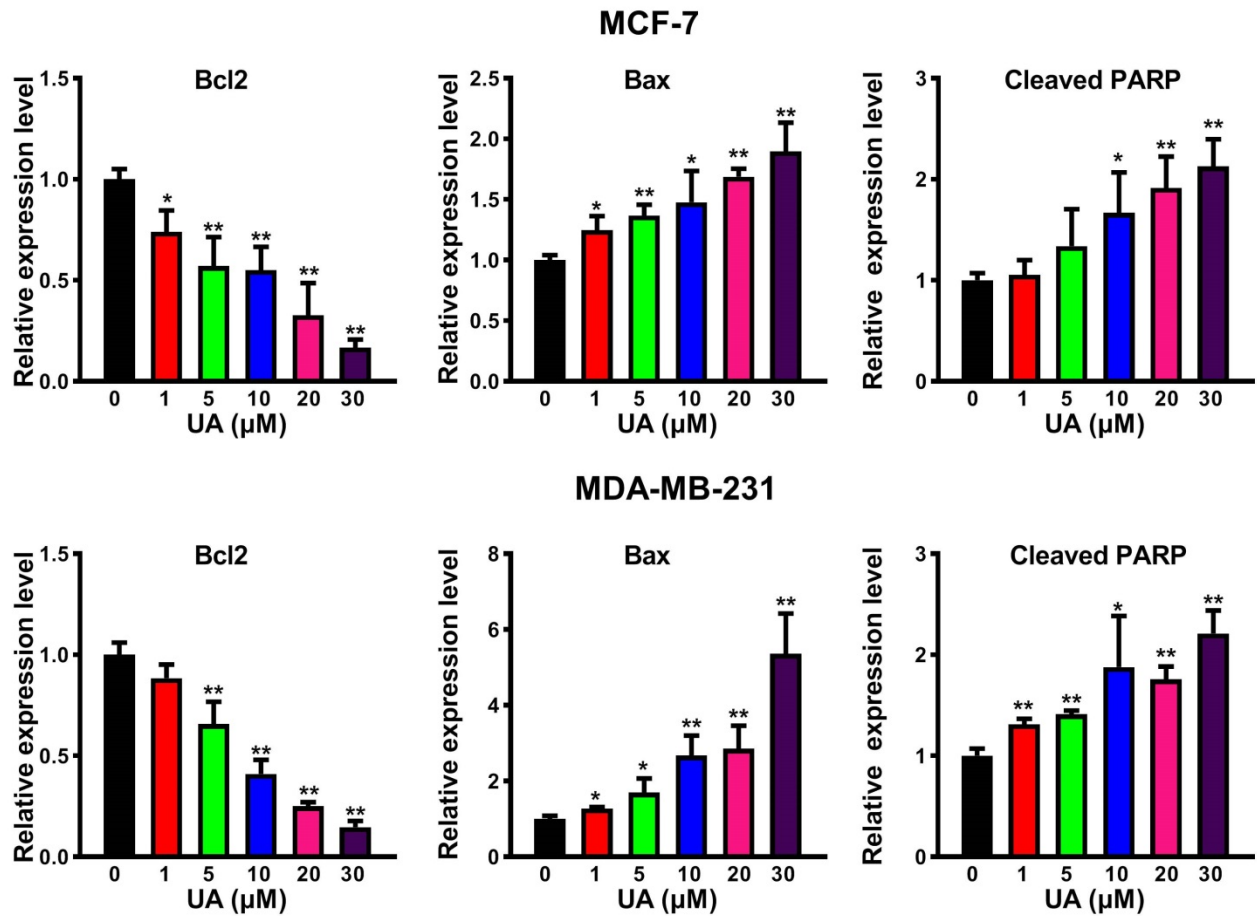 MCF-7
Bcl2
Relative expression level
1.5
1.0
0.5
0.0
*
**
**
**
**
0 1 5 10 20 30
UA (µM)
Bax
Relative expression level
2.5
2.0
1.5
1.0
0.5
0.0
*
**
*
**
**
0 1 5 10 20 30
UA (µM)
Cleaved PARP
Relative expression level
3
2
1
0
*
**
**
0 1 5 10 20 30
UA (µM)
MDA-MB-231
Bcl2
Relative expression level
1.5
1.0
0.5
0.0
**
**
**
**
0 1 5 10 20 30
UA (µM)
Bax
Relative expression level
8
6
4
2
0
*
*
**
**
**
0 1 5 10 20 30
UA (µM)
Cleaved PARP
Relative expression level
3
2
1
0
**
**
*
**
**
0 1 5 10 20 30
UA (µM)